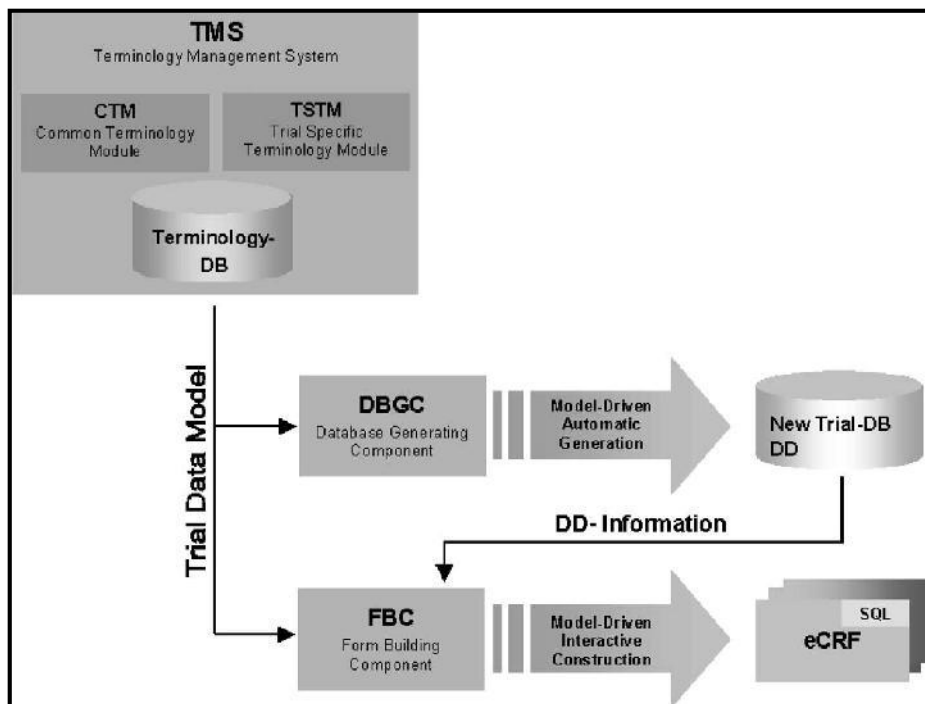 TMS
Terminology Management System
CTM
Common Terminology
Module
TSTM
Trial Specific
Terminology Module
Terminology-
DB
Trial Data Model
DBGC
Database Generating
Component
Model-Driven
Automatic
Generation
New Trial-DB
DD
DD- Information
FBC
Form Building
Component
Model-Driven
Interactive
Construction
SQL
eCRF